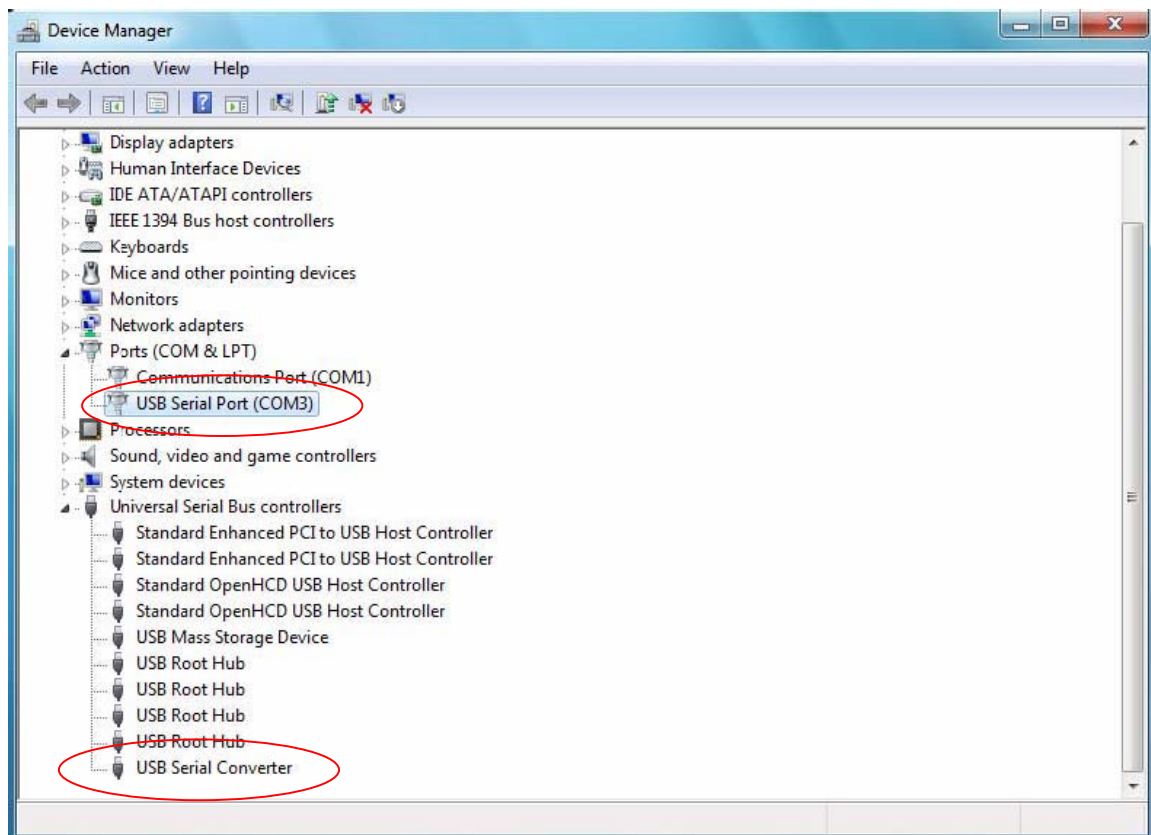 Device Manager
File Action View Help
Display adapters
Human Interface Devices
IDE ATA/ATAPI controllers
IEEE 1394 Bus host controllers
Keyboards
Mice and other pointing devices
Monitors
Network adapters
Ports (COM & LPT)
Communications Port (COM1)
USB Serial Port (COM3)
Processors
Sound, video and game controllers
System devices
Universal Serial Bus controllers
Standard Enhanced PCI to USB Host Controller
Standard Enhanced PCI to USB Host Controller
Standard OpenHCD USB Host Controller
Standard OpenHCD USB Host Controller
USB Mass Storage Device
USB Root Hub
USB Root Hub
USB Root Hub
USB Root Hub
USB Serial Converter